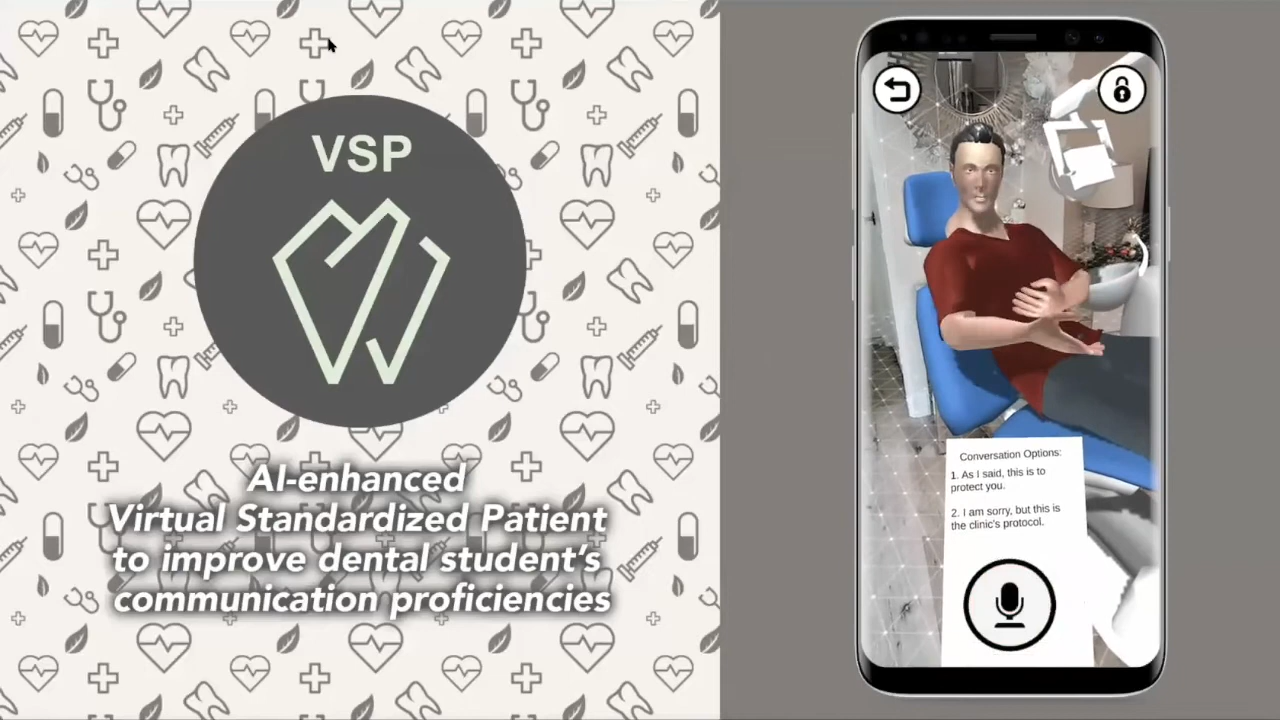 VSP
AI-enhanced
Virtual Standardized Patient
to improve dental student's
communication proficiencies
Conversation Options:
1. As I said, this is to
protect you.
2. I am sorry, but this is
the clinic's protocol.